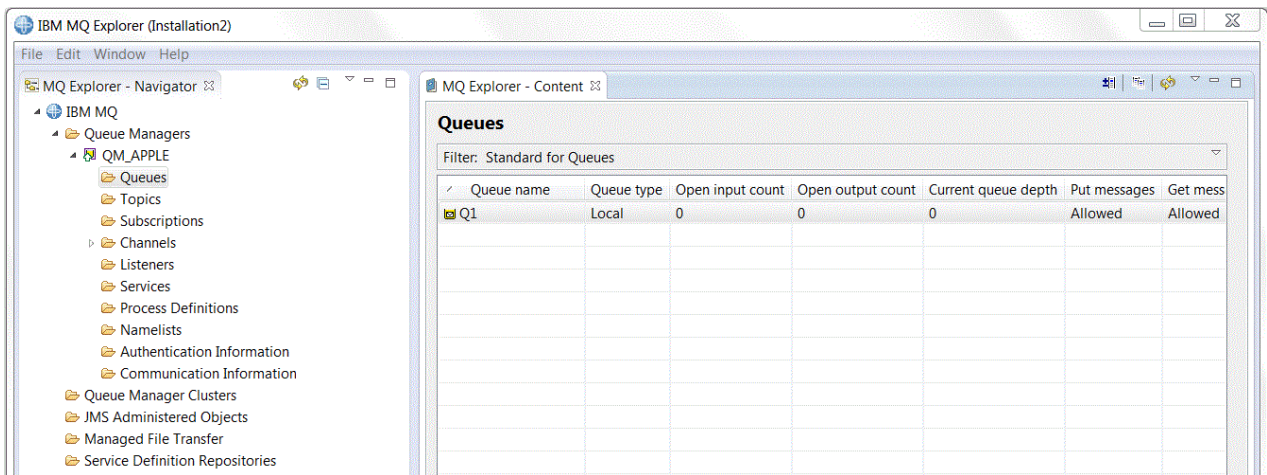 IBM MQ Explorer (Installation2)
File Edit Window Help
MQ Explorer - Navigator
IBM MQ
Queue Managers
QM_APPLE
Queues
Topics
Subscriptions
Channels
Listeners
Services
Process Definitions
Namelists
Authentication Information
Communication Information
Queue Manager Clusters
JMS Administered Objects
Managed File Transfer
Service Definition Repositories
MQ Explorer - Content
Queues
Filter: Standard for Queues
Queue name Queue type Open input count Open output count Current queue depth Put messages Get mess
Q1 Local 0 0 0 Allowed Allowed